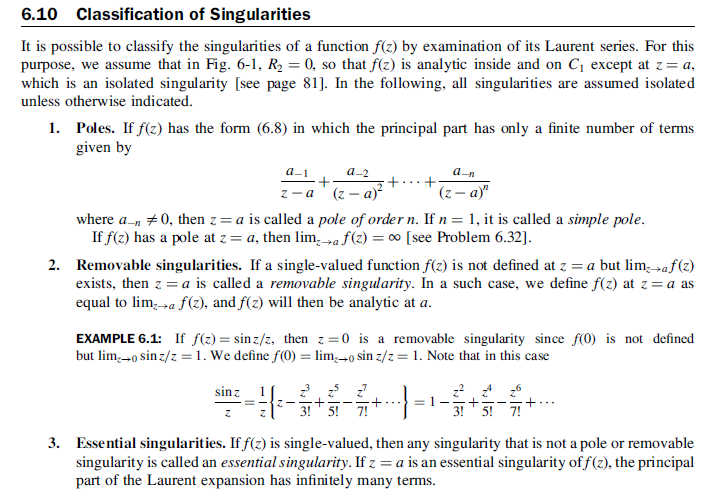 6.10 Classification of Singularities
It is possible to classify the singularities of a function f(z) by examination of its Laurent series. For this
purpose, we assume that in Fig. 6-1, R₂ = 0, so that f(z) is analytic inside and on C₁ except at z = a,
which is an isolated singularity [see page 81]. In the following, all singularities are assumed isolated
unless otherwise indicated.
1. Poles. If f(z) has the form (6.8) in which the principal part has only a finite number of terms
given by
a₋₁/(z − a) + a₋₂/(z − a)² + ··· + a₋ₙ/(z − a)ⁿ
where a₋ₙ ≠ 0, then z = a is called a pole of order n. If n = 1, it is called a simple pole.
If f(z) has a pole at z = a, then lim_{z→a} f(z) = ∞ [see Problem 6.32].
2. Removable singularities. If a single-valued function f(z) is not defined at z = a but lim_{z→a} f(z)
exists, then z = a is called a removable singularity. In such a case, we define f(z) at z = a as
equal to lim_{z→a} f(z), and f(z) will then be analytic at a.
EXAMPLE 6.1: If f(z) = sin z/z, then z = 0 is a removable singularity since f(0) is not defined
but lim_{z→0} sin z/z = 1. We define f(0) = lim_{z→0} sin z/z = 1. Note that in this case
sin z/z = 1/z {z − z³/3! + z⁵/5! − z⁷/7! + ···} = 1 − z²/3! + z⁴/5! − z⁶/7! + ···
3. Essential singularities. If f(z) is single-valued, then any singularity that is not a pole or removable
singularity is called an essential singularity. If z = a is an essential singularity of f(z), the principal
part of the Laurent expansion has infinitely many terms.